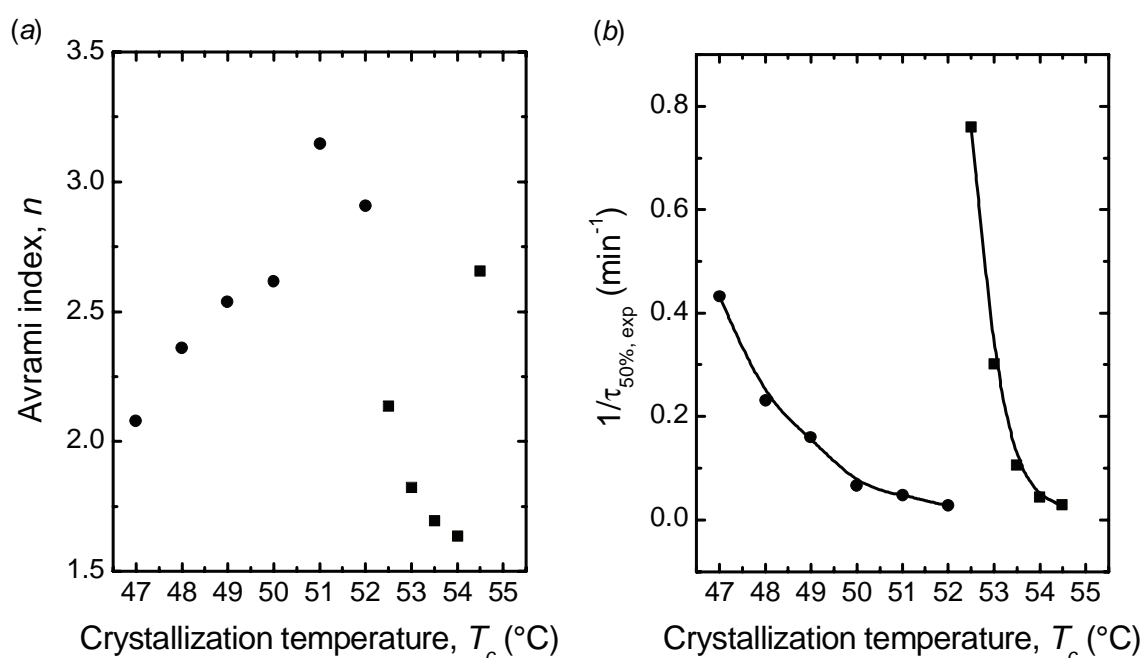 (a)
3.5
3.0
2.5
2.0
1.5
Avrami index, n
47 48 49 50 51 52 53 54 55
Crystallization temperature, Tc (°C)
(b)
0.8
0.6
0.4
0.2
0.0
1/τ50%, exp (min-1)
47 48 49 50 51 52 53 54 55
Crystallization temperature, Tc (°C)